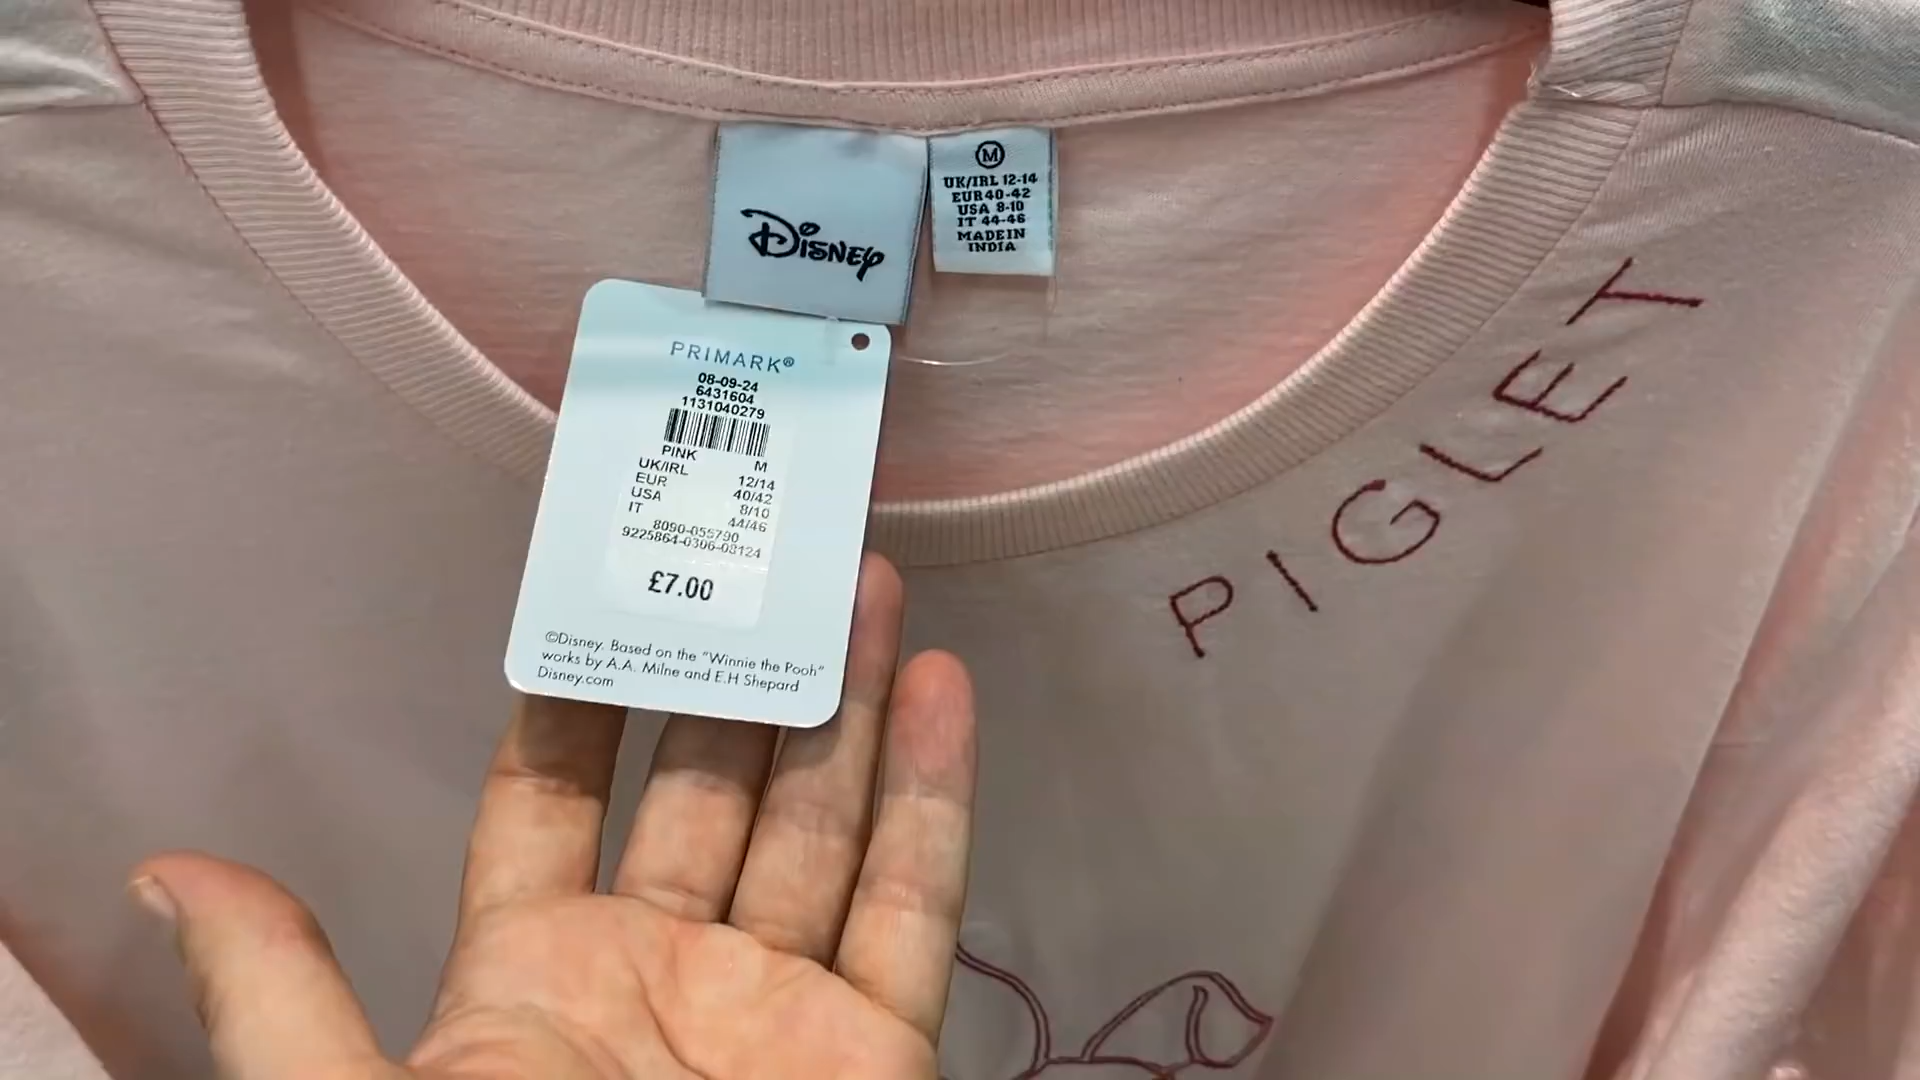 DISNEY
M
UK/IRL 12-14
EUR 40-42
USA 8-10
IT 44-46
MADE IN
INDIA
PRIMARK®
08-09-24
6431604
1131040279
PINK M
UK/IRL 12/14
EUR 40/42
USA 8/10
IT 44/46
8090-055790
9225864-0306-08124
£7.00
©Disney. Based on the "Winnie the Pooh"
works by A.A. Milne and E.H Shepard
Disney.com
PIGLET